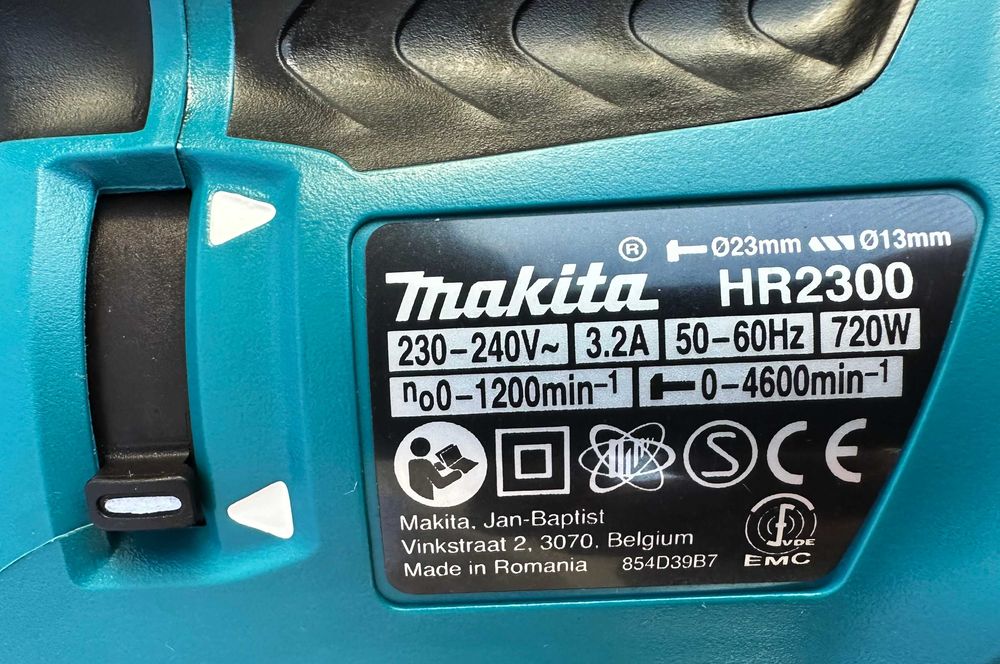 ® Ø23mm Ø13mm
makita HR2300
230-240V~ 3.2A 50-60Hz 720W
n₀0-1200min⁻¹ 0-4600min⁻¹
S CE
Makita, Jan-Baptist
Vinkstraat 2, 3070, Belgium
Made in Romania 854D39B7
VDE
EMC